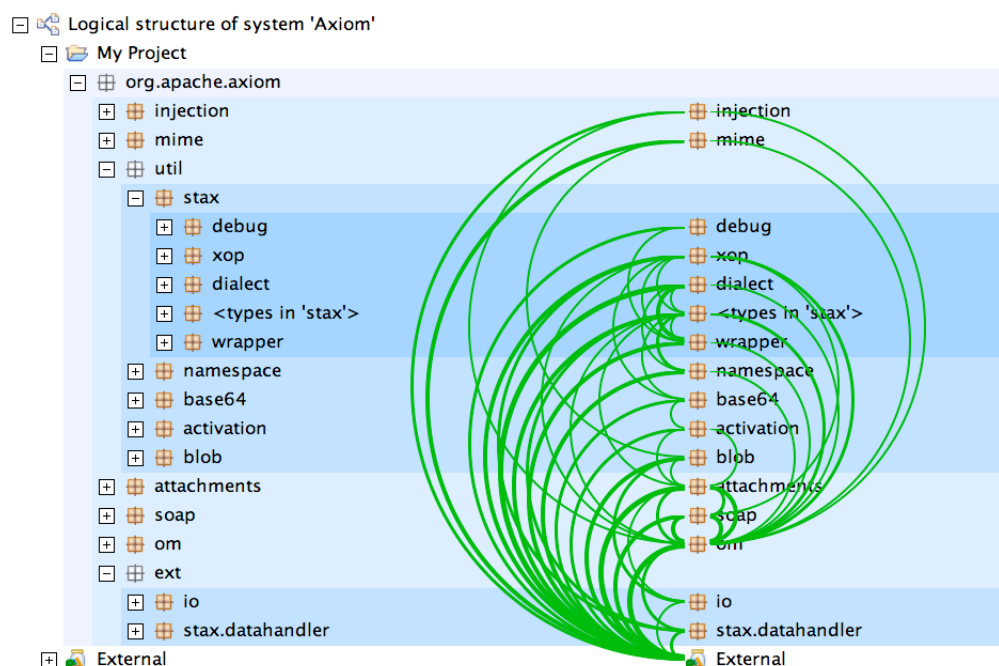 Logical structure of system 'Axiom'
My Project
org.apache.axiom
injection injection
mime mime
util
stax
debug debug
xop xop
dialect dialect
<types in 'stax'> <types in 'stax'>
wrapper wrapper
namespace namespace
base64 base64
activation activation
blob blob
attachments attachments
soap soap
om om
ext
io io
stax.datahandler stax.datahandler
External External